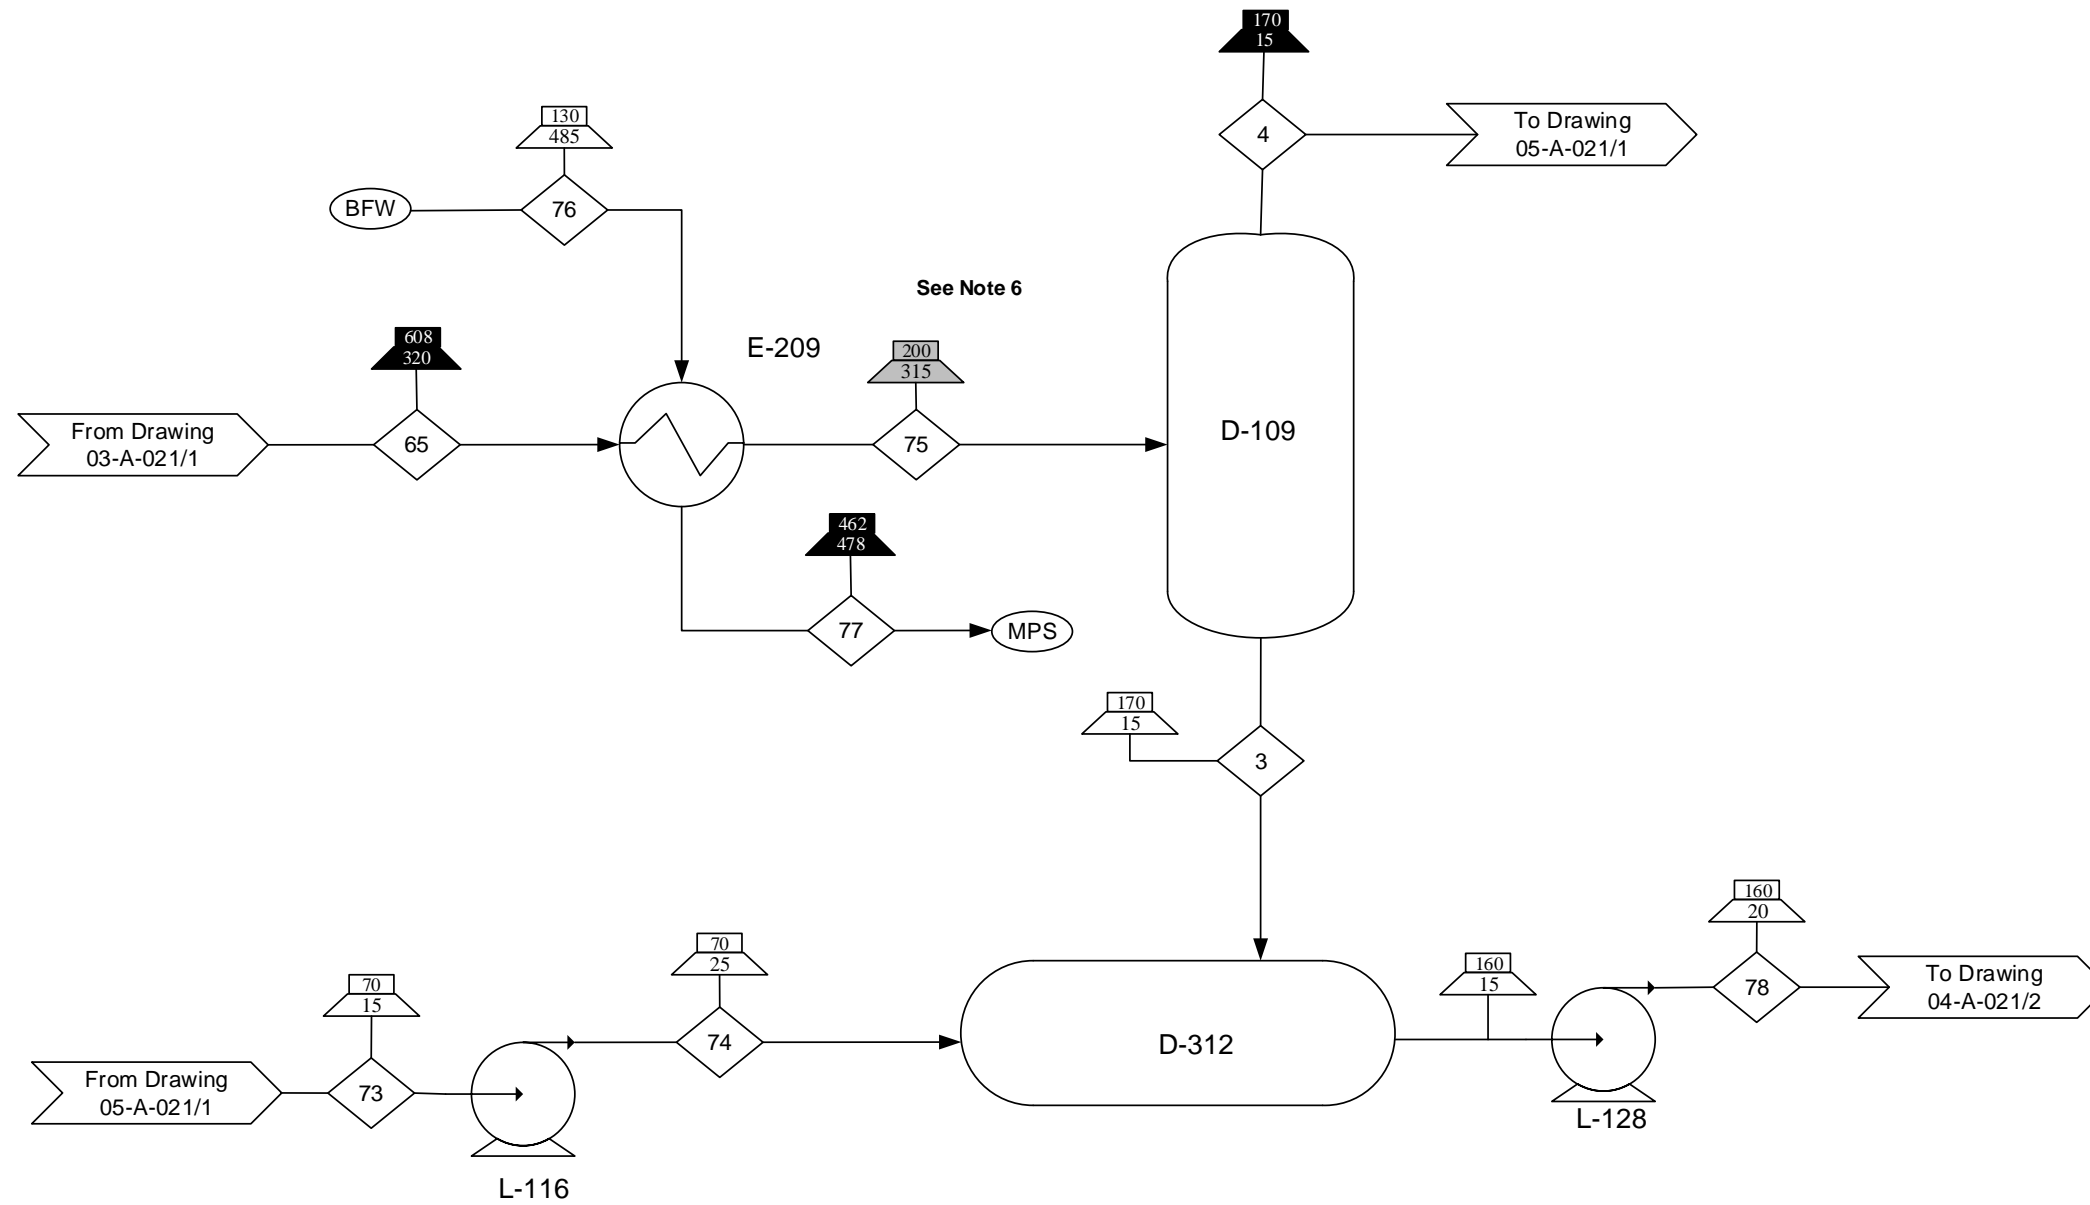 170
15
4
To Drawing
05-A-021/1
130
485
BFW
76
See Note 6
608
320
E-209
200
315
From Drawing
03-A-021/1
65
75
D-109
462
478
77
MPS
170
15
3
160
20
70
25
160
15
To Drawing
04-A-021/2
78
70
15
74
D-312
From Drawing
05-A-021/1
73
L-128
L-116